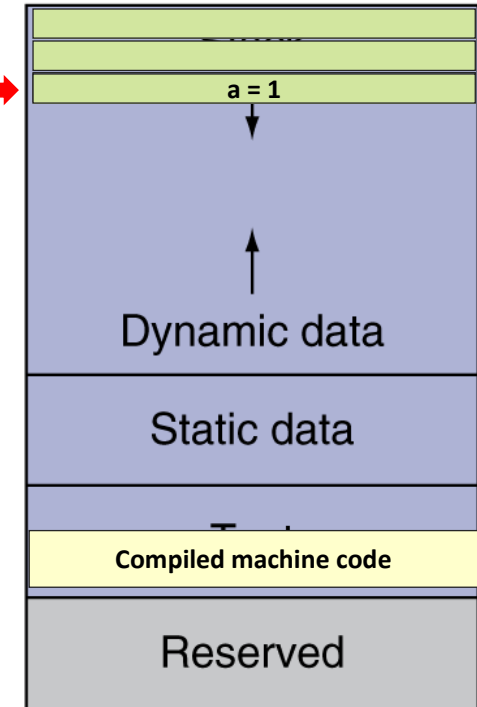 a = 1
Dynamic data
Static data
Compiled machine code
Reserved